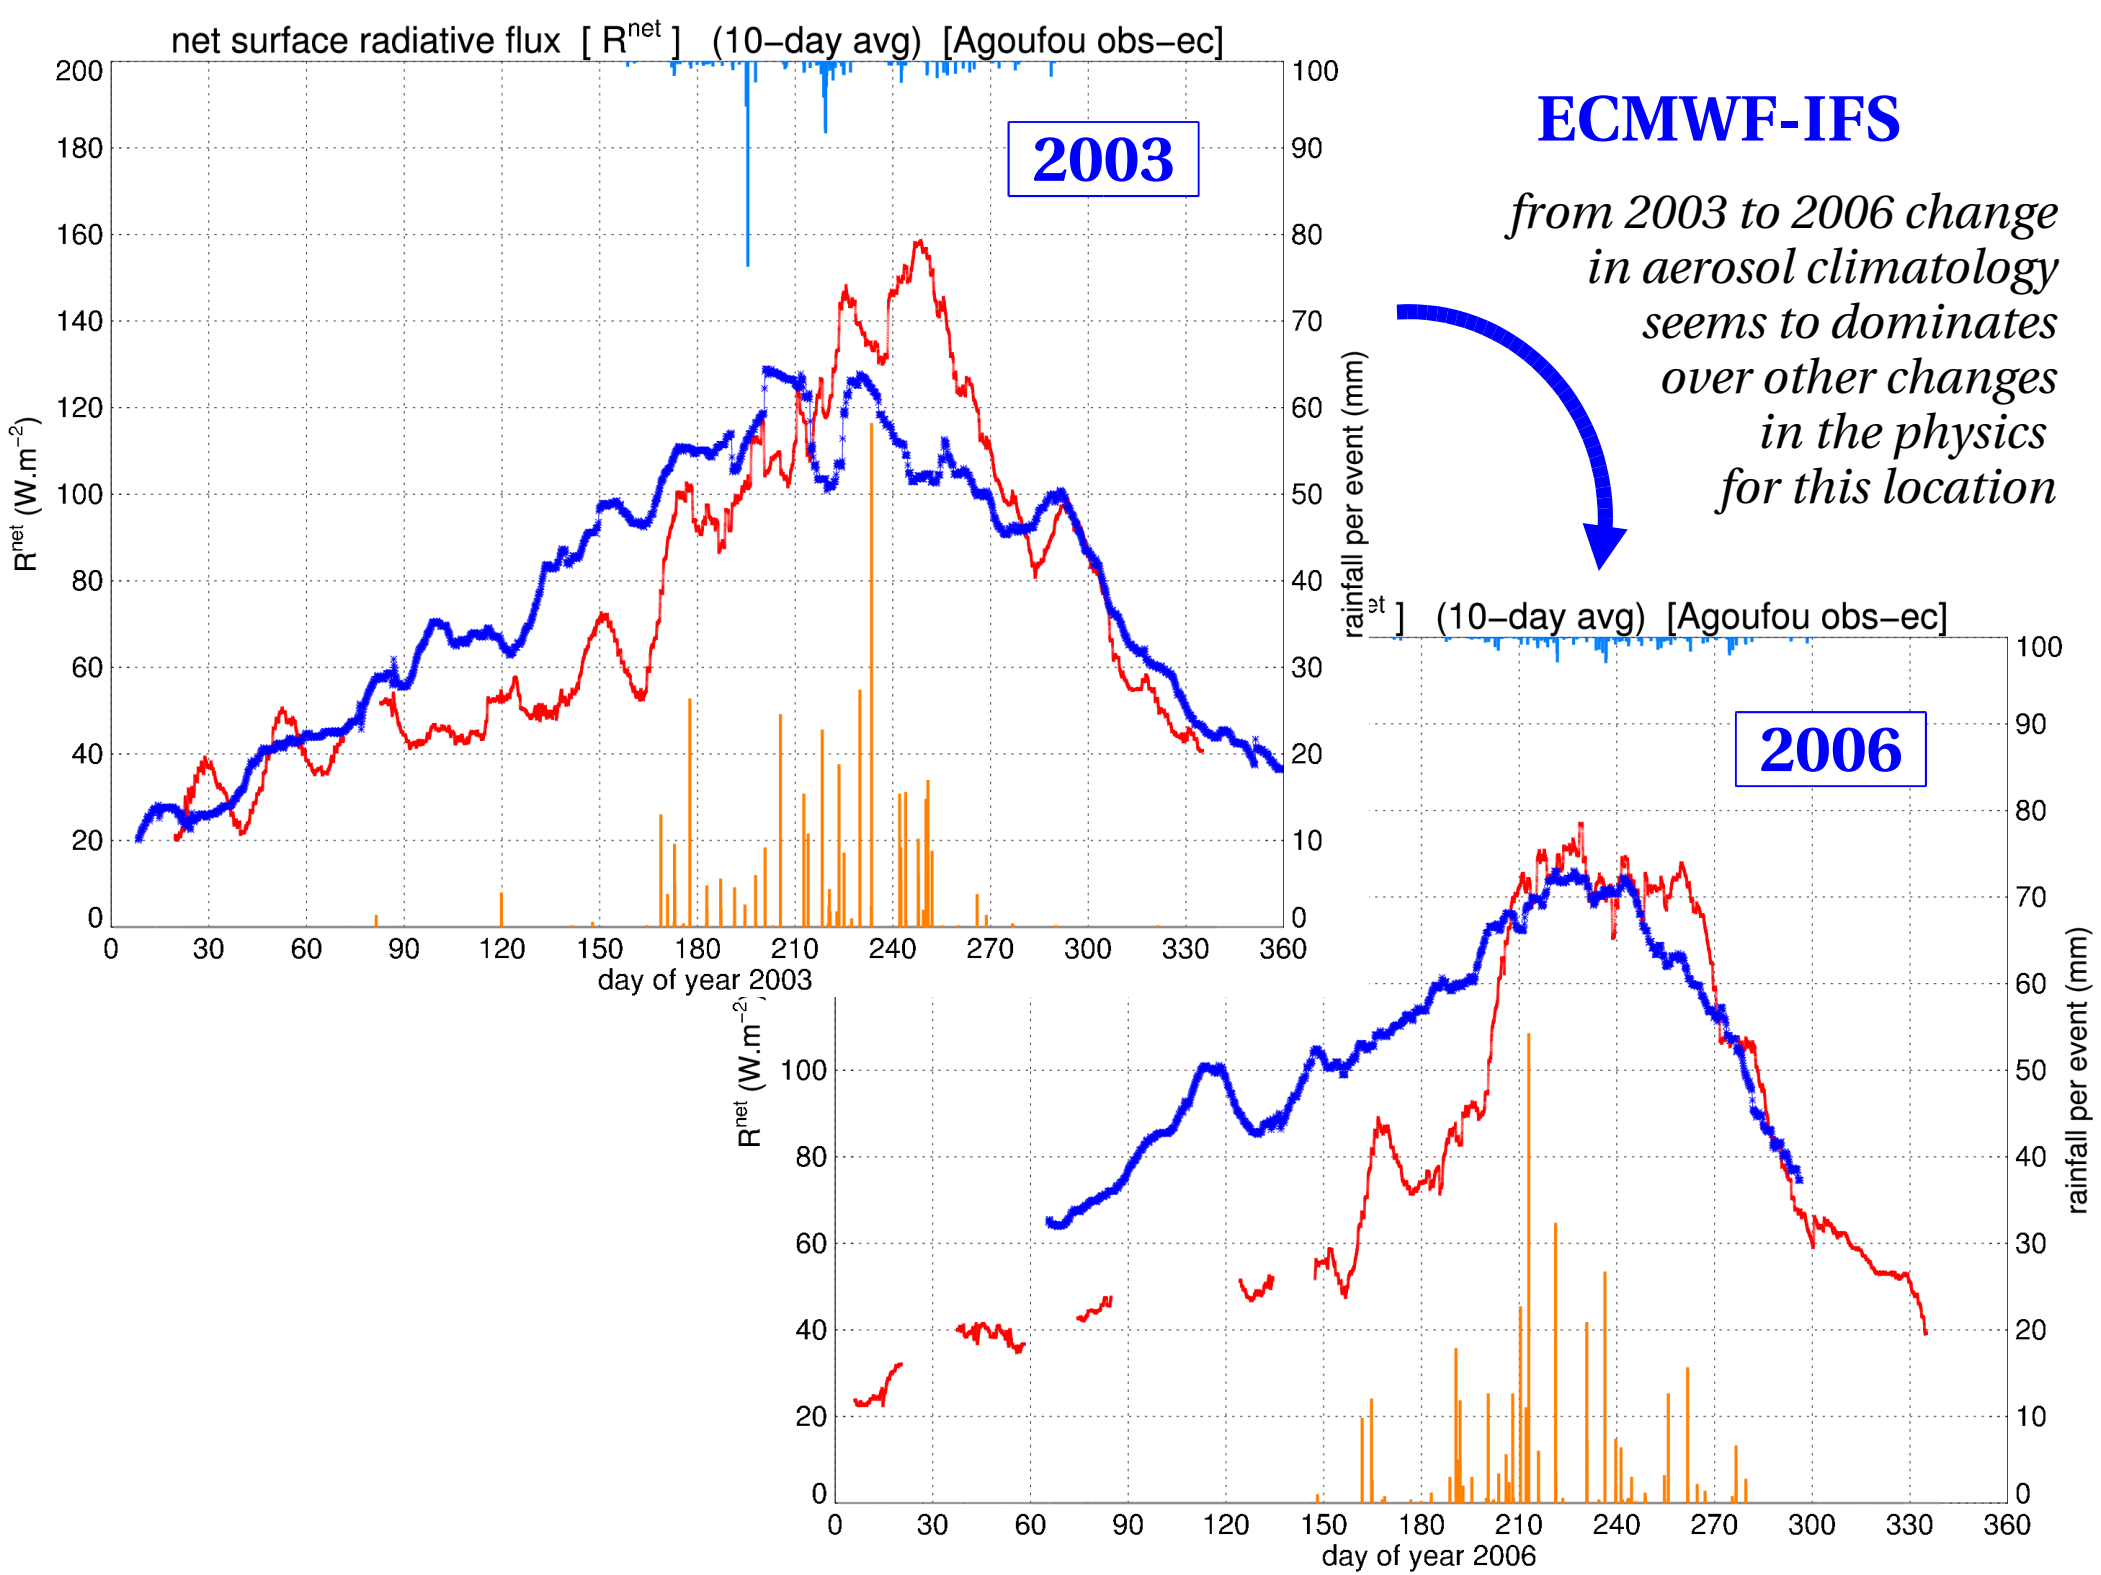 net surface radiative flux [ Rnet ] (10−day avg) [Agoufou obs−ec]
200
180
160
140
120
100
80
60
40
20
0
Rnet (W.m−2)
100
90
80
70
60
50
40
30
20
10
0
rainfall per event (mm)
2003
0 30 60 90 120 150 180 210 240 270 300 330 360
day of year 2003
ECMWF-IFS
from 2003 to 2006 change
in aerosol climatology
seems to dominates
over other changes
in the physics
for this location
et ] (10−day avg) [Agoufou obs−ec]
2006
100
80
60
40
20
0
Rnet (W.m−2)
100
90
80
70
60
50
40
30
20
10
0
rainfall per event (mm)
0 30 60 90 120 150 180 210 240 270 300 330 360
day of year 2006